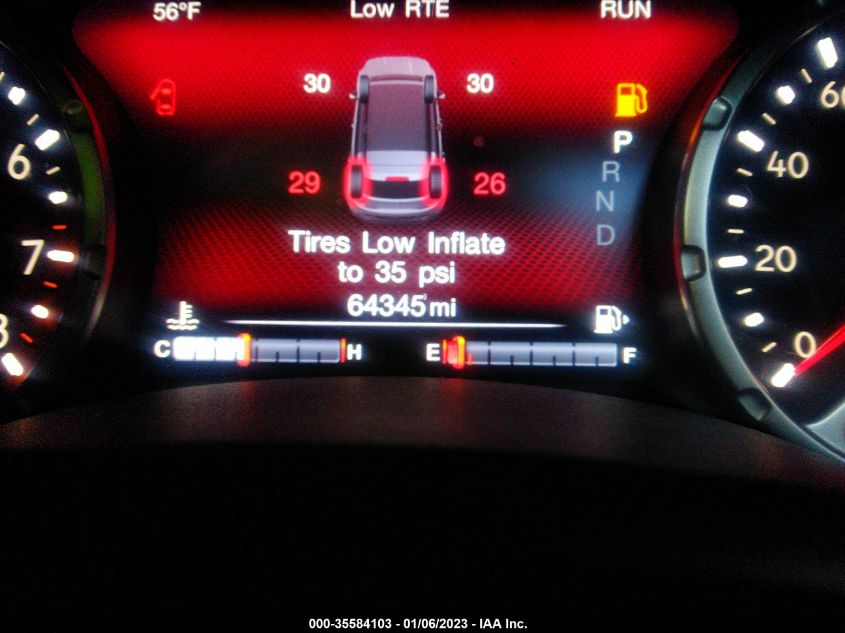 56°F Low RTE RUN
30 30
P
R
29 26
N
D
Tires Low Inflate
to 35 psi
64345 mi
C H E F
6
7
8
60
40
20
0
000-35584103 - 01/06/2023 - IAA Inc.